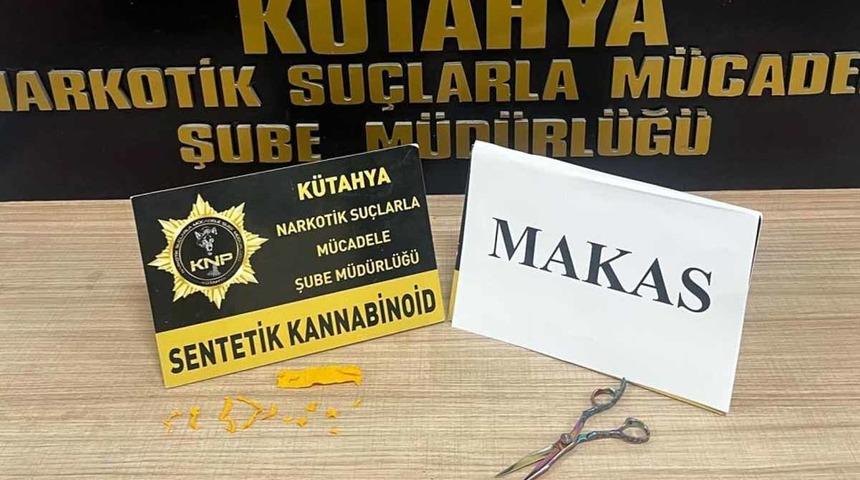 KÜTAHYA
NARKOTİK SUÇLARLA MÜCADELE
ŞUBE MÜDÜRLÜĞÜ
KÜTAHYA
NARKOTİK SUÇLARLA
MÜCADELE
ŞUBE MÜDÜRLÜĞÜ
KNP
SENTETİK KANNABİNOİD
MAKAS